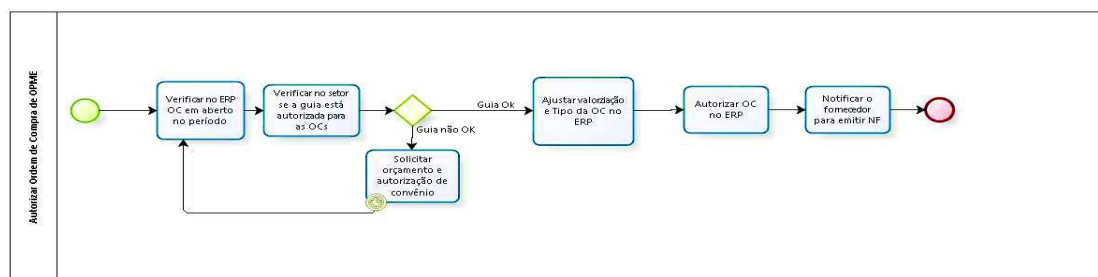 Autorizar Ordem de Compra de OPME
Verificar no ERP
OC em aberto
no período
Verificar no setor
se a guia está
autorizada para
as OCs
Guia Ok
Guia não OK
Solicitar
orçamento e
autorização de
convênio
Ajustar valorzlação
e Tipo da OC no
ERP
Autorizar OC
no ERP
Notificar o
fornecedor
para emitir NF